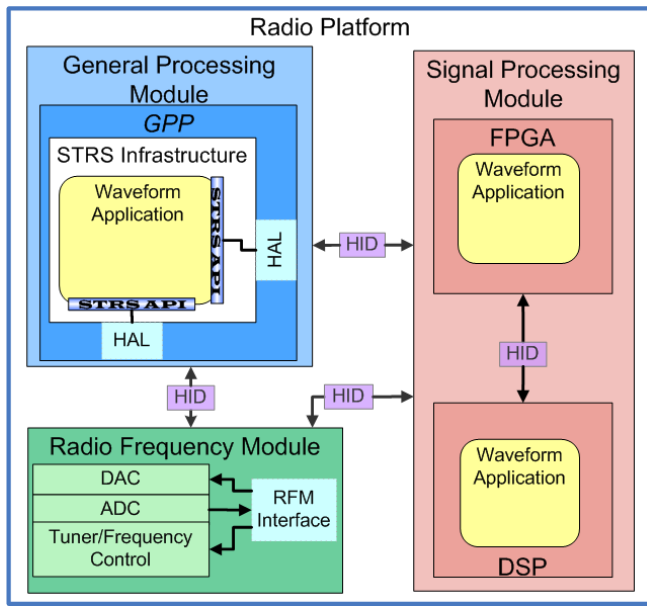 Radio Platform
General Processing
Module
GPP
STRS Infrastructure
Waveform
Application
STRS API
HAL
STRS API
HAL
HID
Signal Processing
Module
FPGA
Waveform
Application
HID
Waveform
Application
DSP
HID
HID
Radio Frequency Module
DAC
ADC
Tuner/Frequency
Control
RFM
Interface